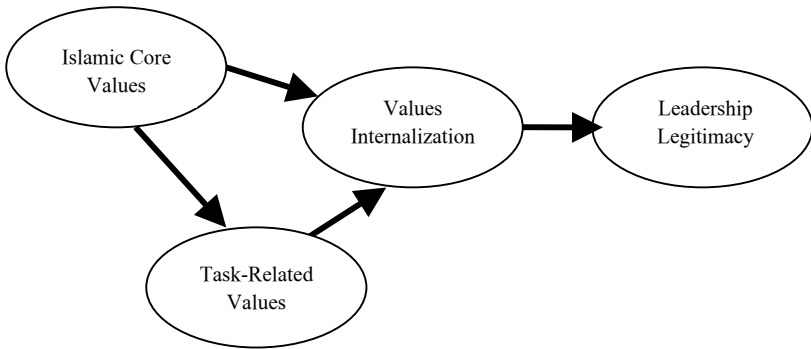 Islamic Core
Values
Values
Internalization
Leadership
Legitimacy
Task-Related
Values